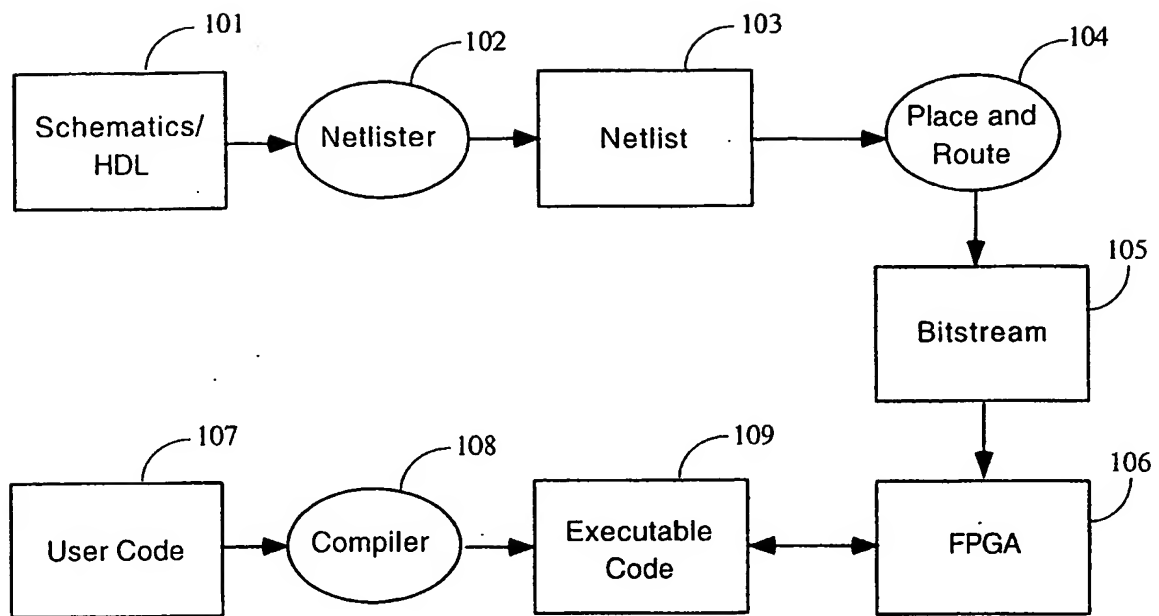 101
102
103
104
Schematics/
HDL
Netlister
Netlist
Place and
Route
105
Bitstream
107
108
109
106
User Code
Compiler
Executable
Code
FPGA